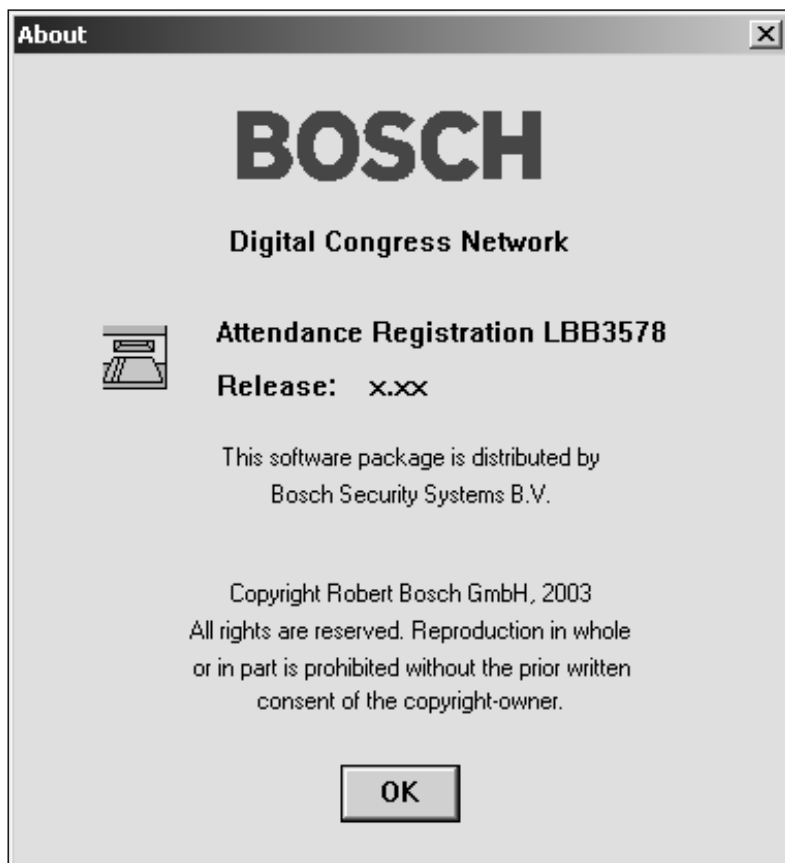 About
BOSCH
Digital Congress Network
Attendance Registration LBB3578
Release: x.xx
This software package is distributed by
Bosch Security Systems B.V.
Copyright Robert Bosch GmbH, 2003
All rights are reserved. Reproduction in whole
or in part is prohibited without the prior written
consent of the copyright-owner.
OK